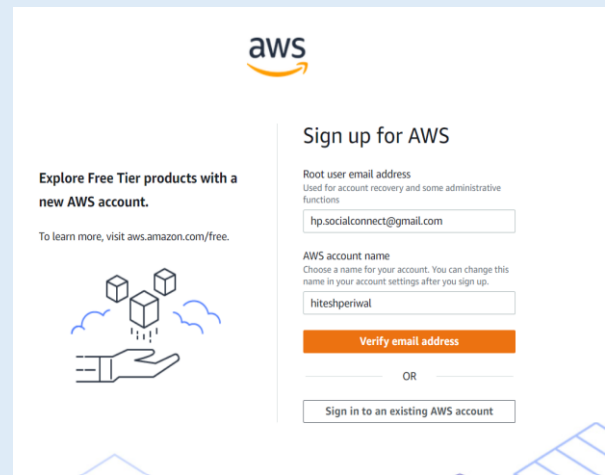 aws
Explore Free Tier products with a
new AWS account.
To learn more, visit aws.amazon.com/free.
Sign up for AWS
Root user email address
Used for account recovery and some administrative
functions
hp.socialconnect@gmail.com
AWS account name
Choose a name for your account. You can change this
name in your account settings after you sign up.
hiteshperiwal
Verify email address
OR
Sign in to an existing AWS account